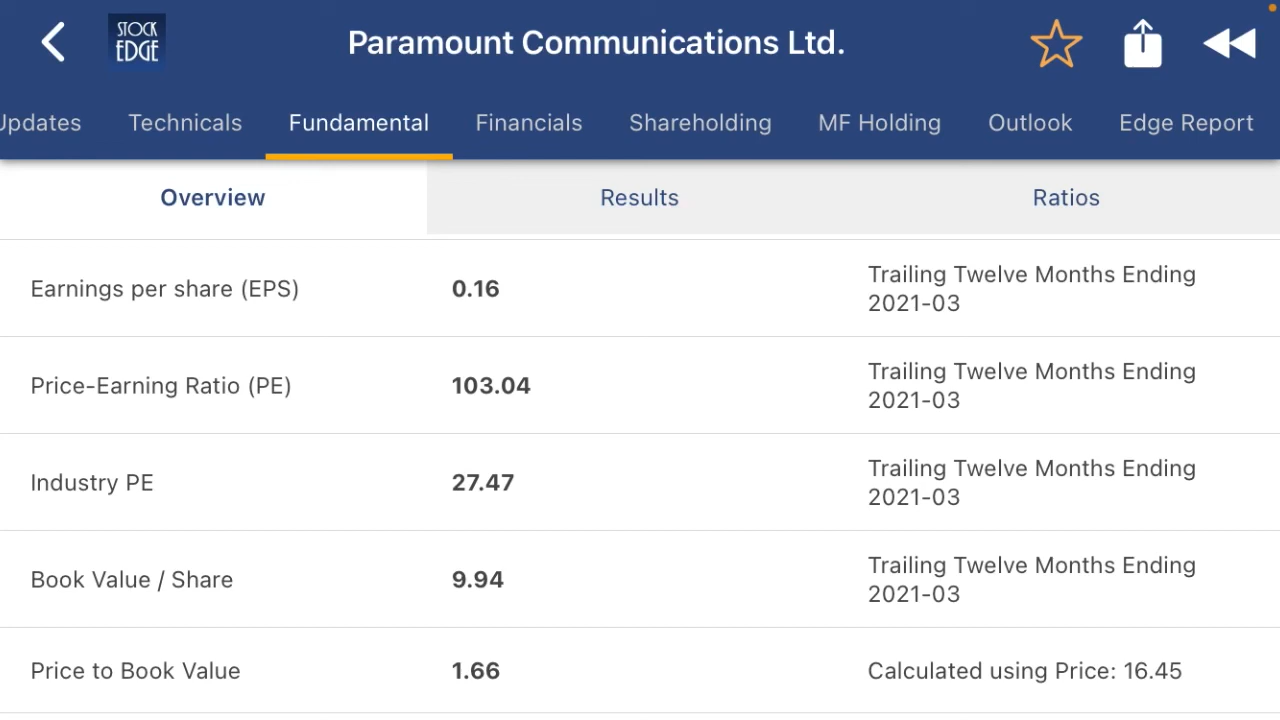 STOCK
EDGE
Paramount Communications Ltd.
Updates Technicals Fundamental Financials Shareholding MF Holding Outlook Edge Report
Overview Results Ratios
Earnings per share (EPS) 0.16 Trailing Twelve Months Ending
2021-03
Price-Earning Ratio (PE) 103.04 Trailing Twelve Months Ending
2021-03
Industry PE 27.47 Trailing Twelve Months Ending
2021-03
Book Value / Share 9.94 Trailing Twelve Months Ending
2021-03
Price to Book Value 1.66 Calculated using Price: 16.45